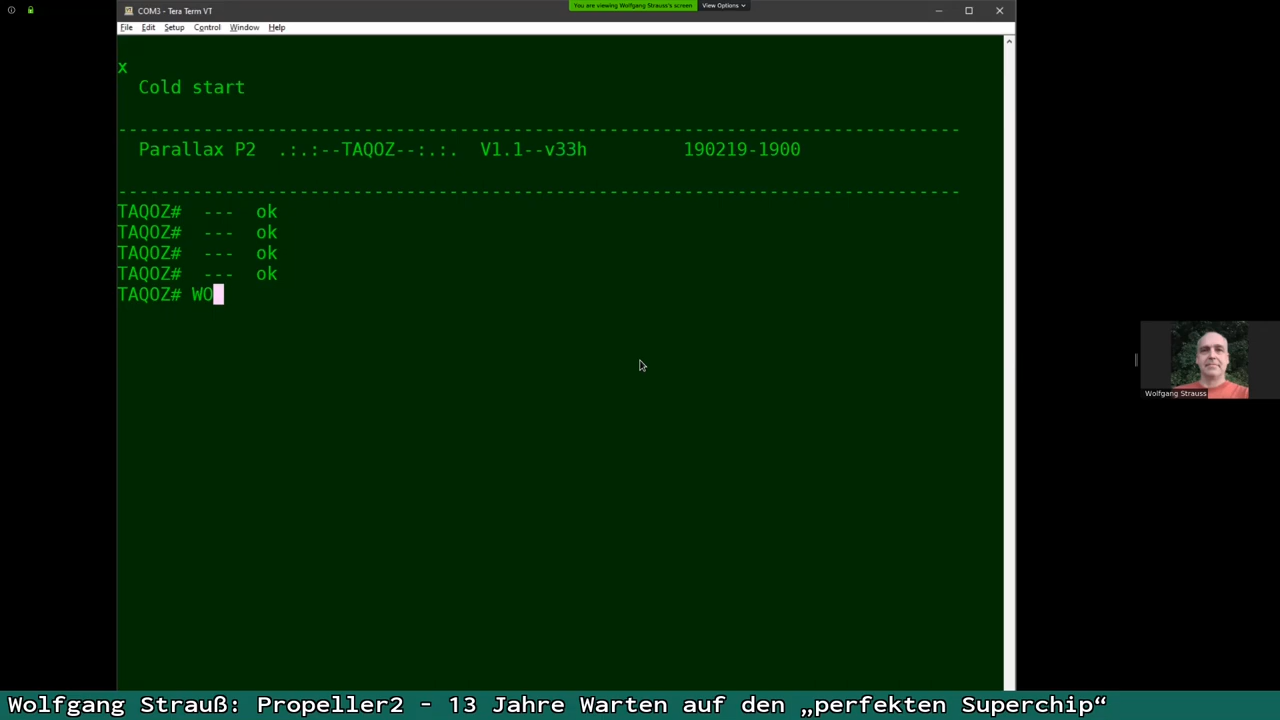 You are viewing Wolfgang Strauss's screen
View Options
COM3 - Tera Term VT
File Edit Setup Control Window Help
x
Cold start
--------------------------------------------------------------------------------
Parallax P2 .:.:--TAQOZ--:.:. V1.1--v33h 190219-1900
--------------------------------------------------------------------------------
TAQOZ# --- ok
TAQOZ# --- ok
TAQOZ# --- ok
TAQOZ# --- ok
TAQOZ# WO
Wolfgang Strauss
Wolfgang Strauß: Propeller2 - 13 Jahre Warten auf den „perfekten Superchip“